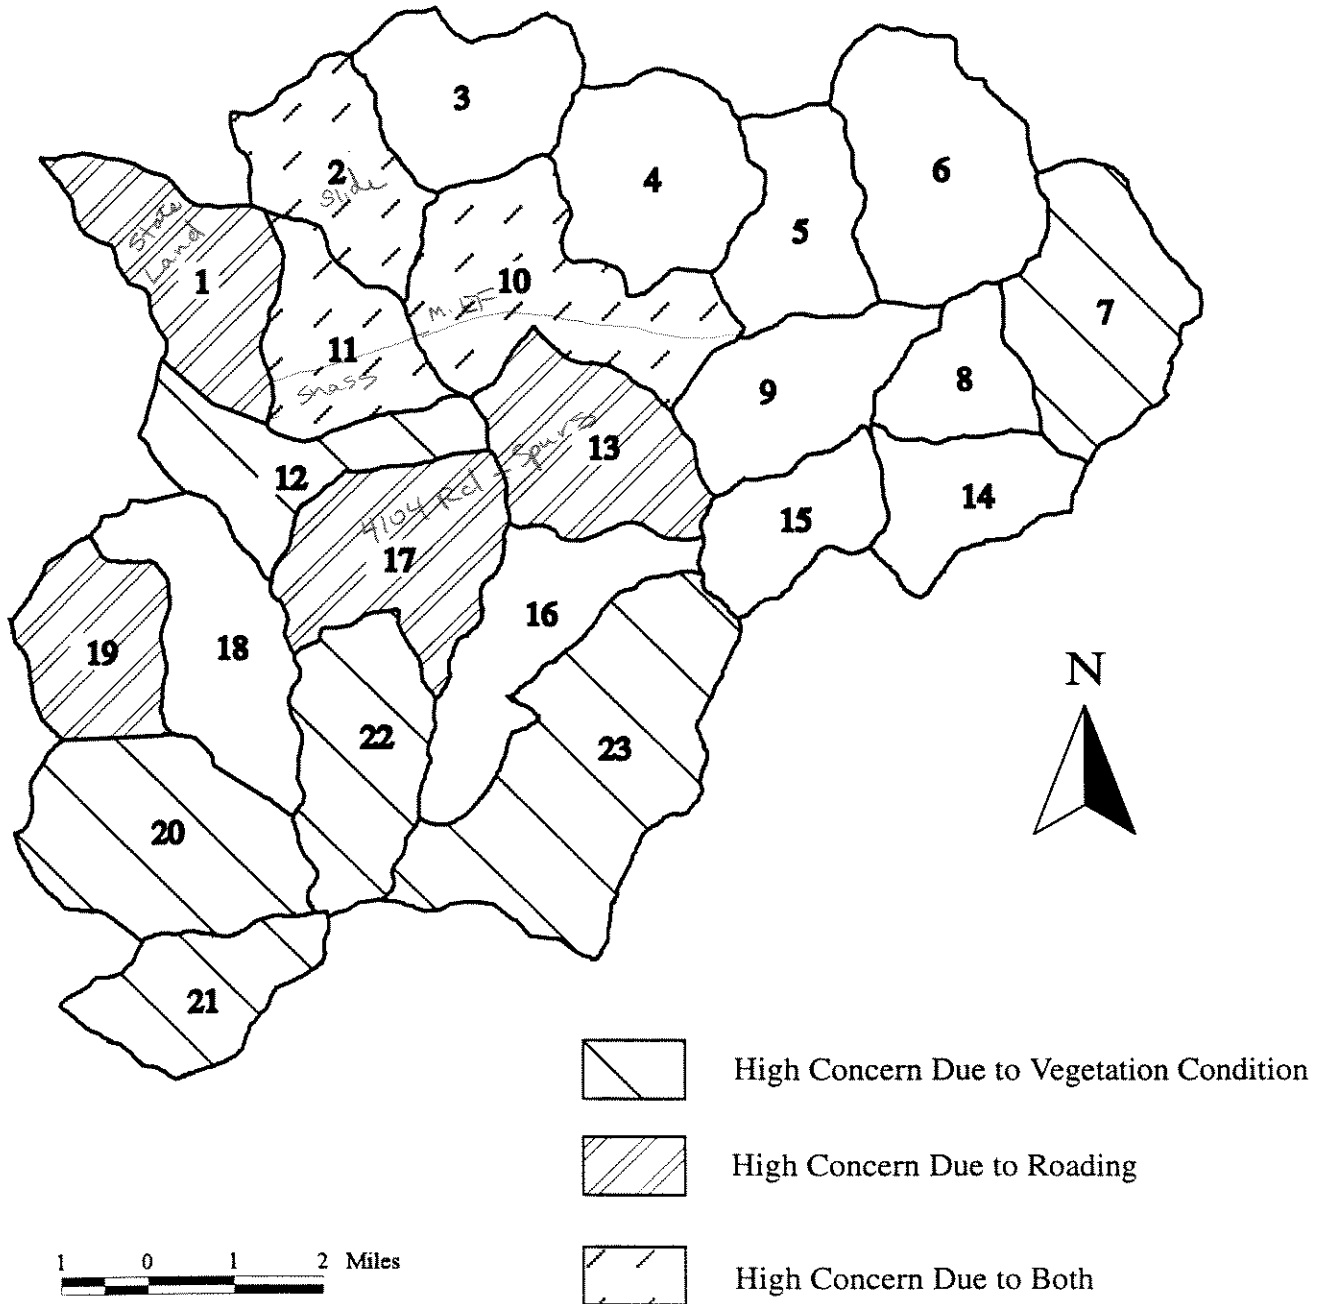 3
2
Slide
4
6
5
State
Land
1
10
M. EF
7
11
Snass
9
8
13
4104 Rd - Spurs
12
17
15
14
16
18
19
N
22
23
20
21
High Concern Due to Vegetation Condition
High Concern Due to Roading
1 0 1 2 Miles
High Concern Due to Both